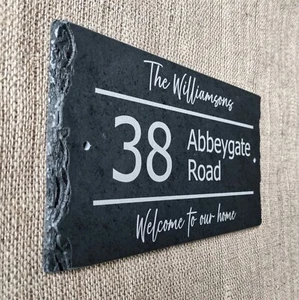 The Williamsons
38 Abbeygate
Road
Welcome to our home